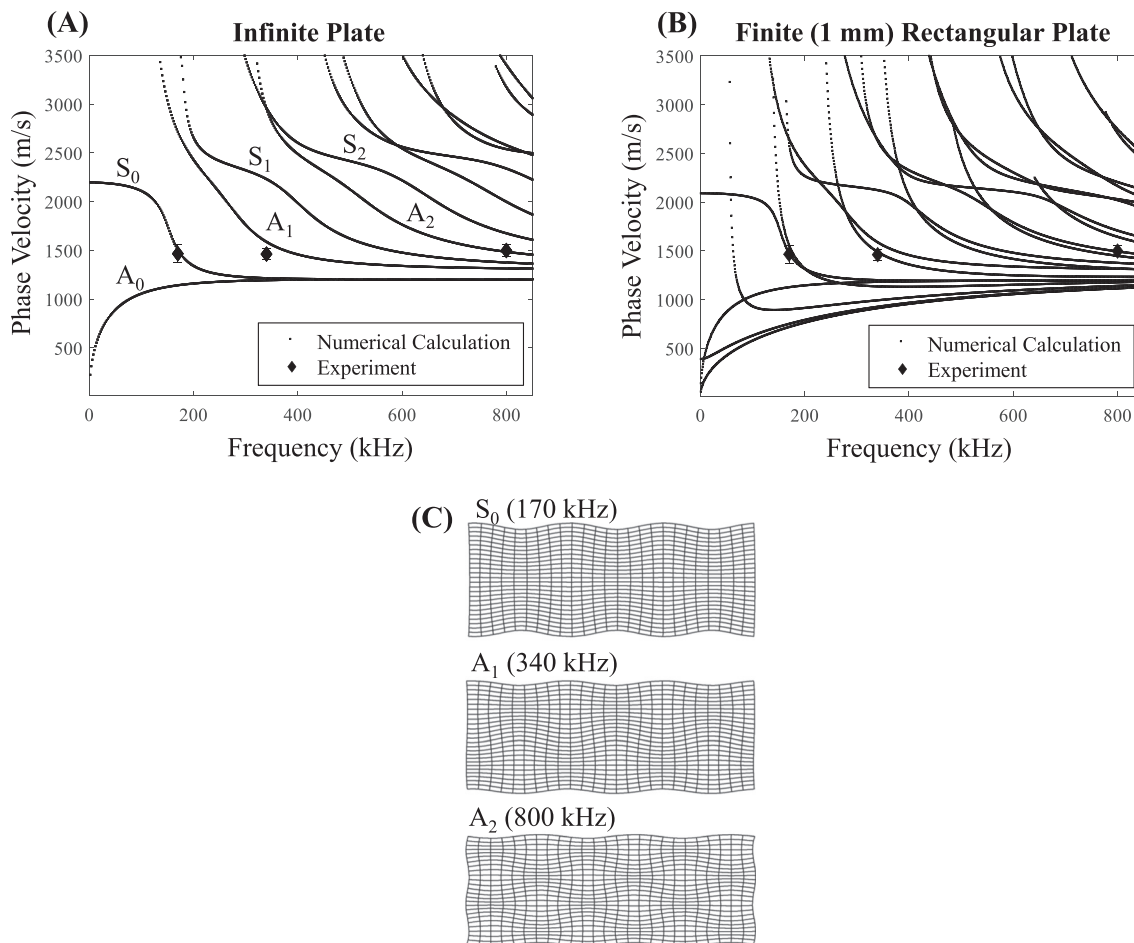 (A)
Infinite Plate
3500
3000
2500
2000
1500
1000
500
0
200
400
600
800
Phase Velocity (m/s)
Frequency (kHz)
S0
A0
S1
A1
S2
A2
Numerical Calculation
Experiment
(B)
Finite (1 mm) Rectangular Plate
3500
3000
2500
2000
1500
1000
500
0
200
400
600
800
Phase Velocity (m/s)
Frequency (kHz)
Numerical Calculation
Experiment
(C)
S0 (170 kHz)
A1 (340 kHz)
A2 (800 kHz)